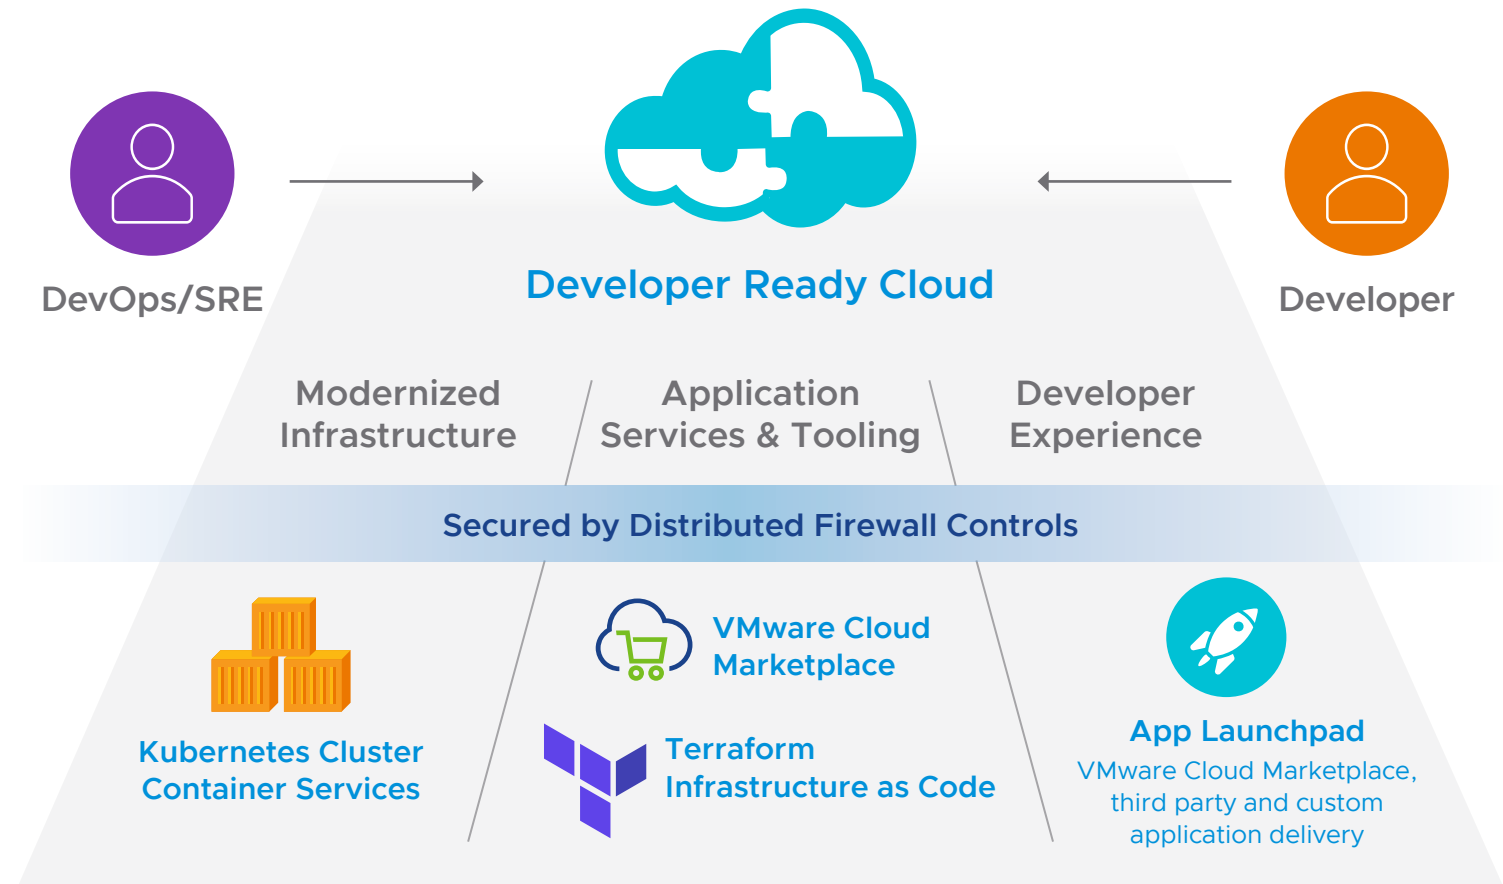 DevOps/SRE
Developer Ready Cloud
Developer
Modernized
Infrastructure
Application
Services & Tooling
Developer
Experience
Secured by Distributed Firewall Controls
Kubernetes Cluster
Container Services
VMware Cloud
Marketplace
Terraform
Infrastructure as Code
App Launchpad
VMware Cloud Marketplace,
third party and custom
application delivery